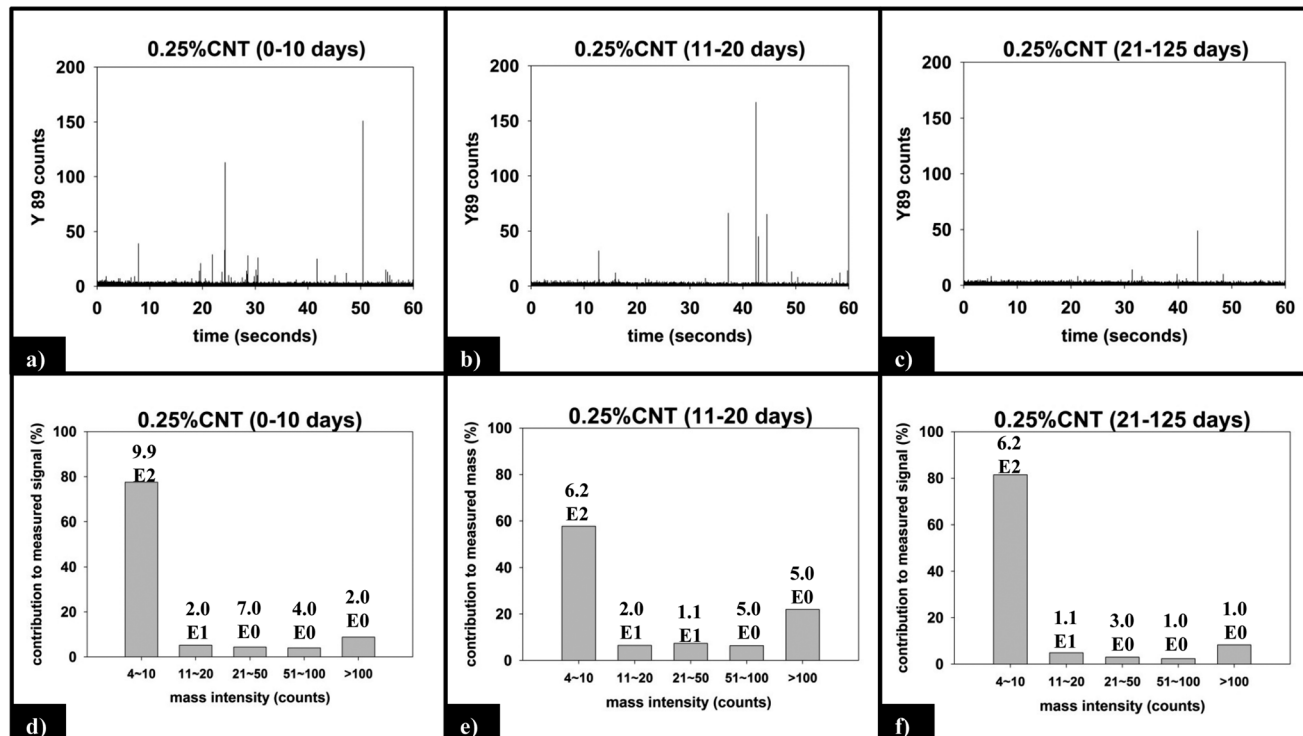 0.25%CNT (0-10 days)
200
150
100
50
0
Y 89 counts
0 10 20 30 40 50 60
time (seconds)
a)
0.25%CNT (11-20 days)
200
150
100
50
0
Y89 counts
0 10 20 30 40 50 60
time (seconds)
b)
0.25%CNT (21-125 days)
200
150
100
50
0
Y89 counts
0 10 20 30 40 50 60
time (seconds)
c)
0.25%CNT (0-10 days)
100
80
60
40
20
0
contribution to measured signal (%)
9.9
E2
2.0
E1
7.0
E0
4.0
E0
2.0
E0
4~10 11~20 21~50 51~100 >100
mass intensity (counts)
d)
0.25%CNT (11-20 days)
100
80
60
40
20
0
contribution to measured mass (%)
6.2
E2
2.0
E1
1.1
E1
5.0
E0
5.0
E0
4~10 11~20 21~50 51~100 >100
mass intensity (counts)
e)
0.25%CNT (21-125 days)
100
80
60
40
20
0
contribution to measured signal (%)
6.2
E2
1.1
E1
3.0
E0
1.0
E0
1.0
E0
4~10 11~20 21~50 51~100 >100
mass intensity (counts)
f)